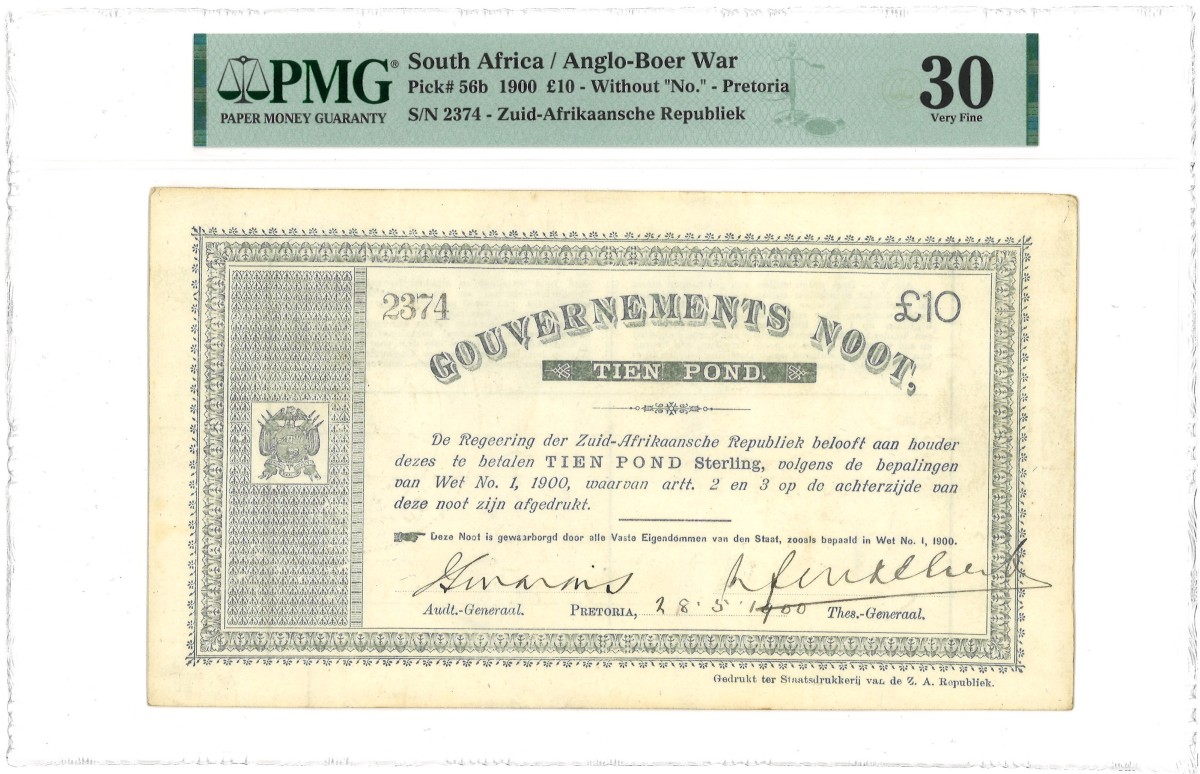 PMG®
PAPER MONEY GUARANTY
South Africa / Anglo-Boer War
Pick# 56b 1900 £10 - Without "No." - Pretoria
S/N 2374 - Zuid-Afrikaansche Republiek
30
Very Fine
2374
£10
GOUVERNEMENTS NOOT,
TIEN POND.
De Regeering der Zuid-Afrikaansche Republiek belooft aan houder
dezes te betalen TIEN POND Sterling, volgens de bepalingen
van Wet No. 1, 1900, waarvan artt. 2 en 3 op de achterzijde van
deze noot zijn afgedrukt.
Deze Noot is gewaarborgd door alle Vaste Eigendommen van den Staat, zooals bepaald in Wet No. 1, 1900.
Audt.-Generaal. PRETORIA, 28.5.1900 Thes.-Generaal.
Gedrukt ter Staatsdrukkerij van de Z. A. Republiek.